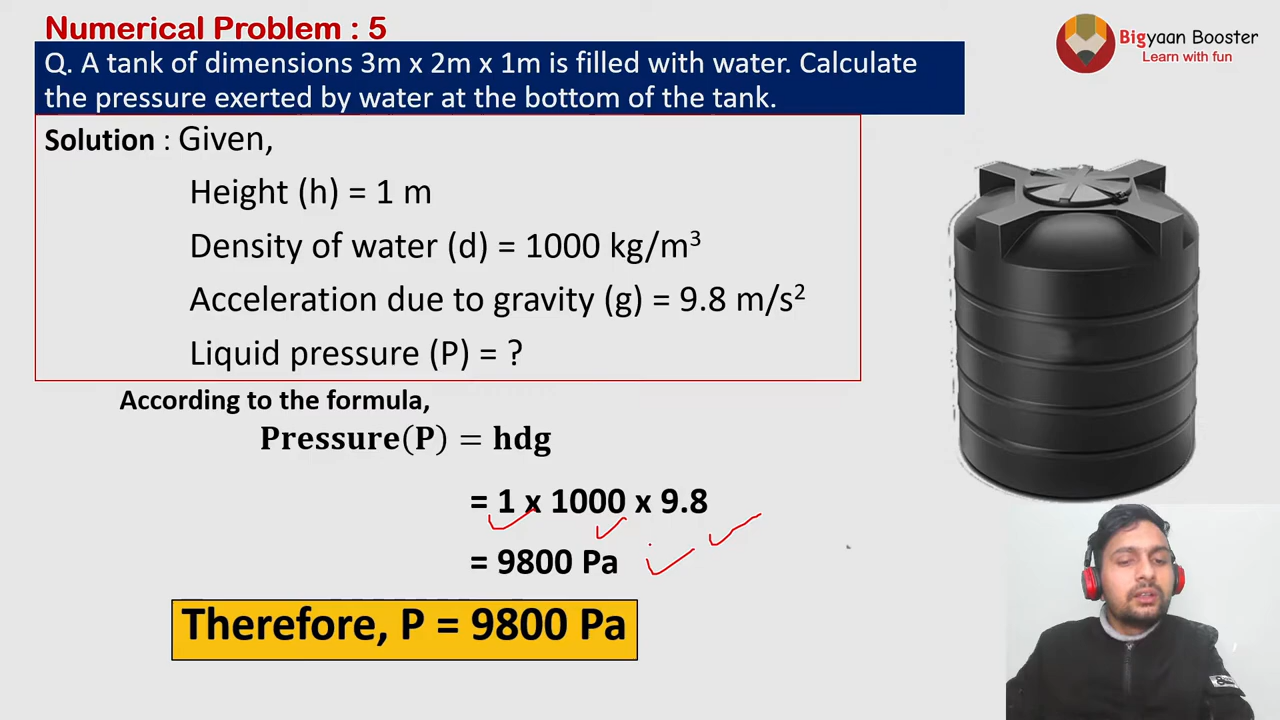 Numerical Problem : 5
Bigyaan Booster
Learn with fun
Q. A tank of dimensions 3m x 2m x 1m is filled with water. Calculate
the pressure exerted by water at the bottom of the tank.
Solution : Given,
Height (h) = 1 m
Density of water (d) = 1000 kg/m³
Acceleration due to gravity (g) = 9.8 m/s²
Liquid pressure (P) = ?
According to the formula,
Pressure(P) = hdg
= 1 x 1000 x 9.8
= 9800 Pa
Therefore, P = 9800 Pa